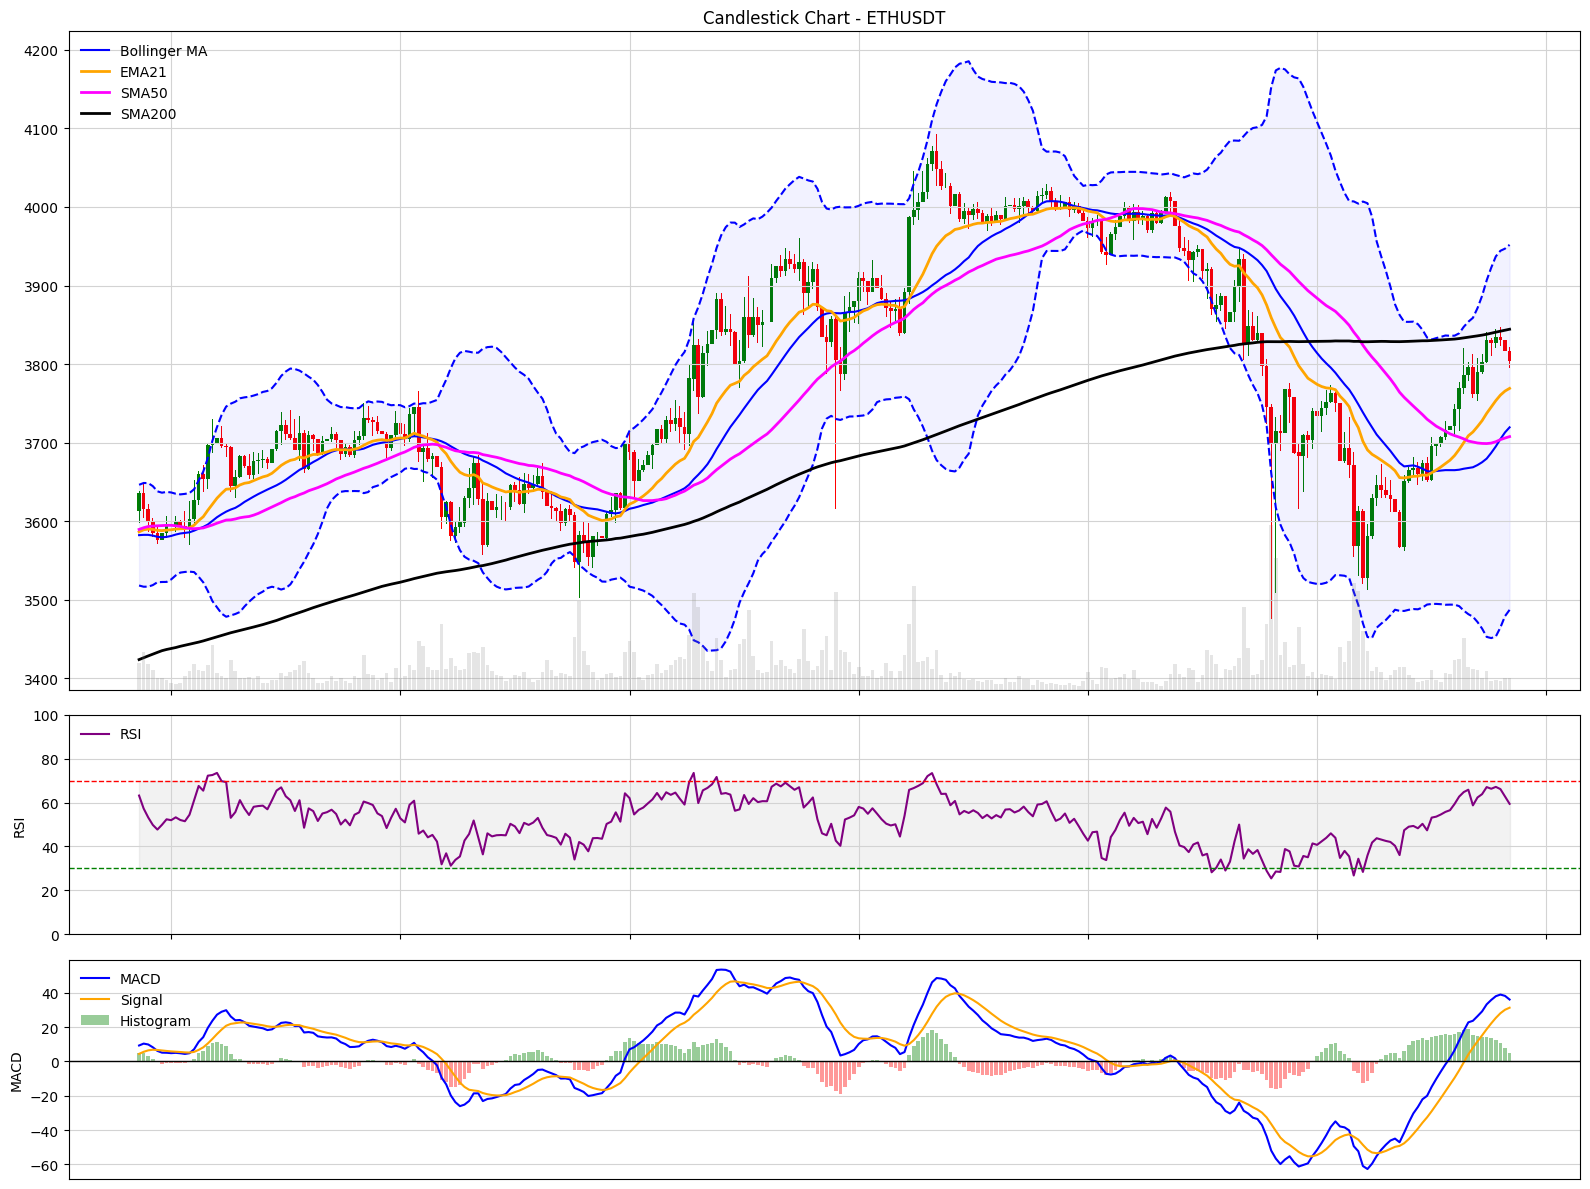 Candlestick Chart - ETHUSDT
Bollinger MA
EMA21
SMA50
SMA200
4200
4100
4000
3900
3800
3700
3600
3500
3400
RSI
RSI
100
80
60
40
20
0
MACD
Signal
Histogram
MACD
40
20
0
−20
−40
−60